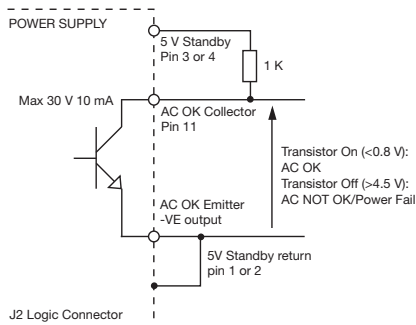 POWER SUPPLY
5 V Standby
Pin 3 or 4
1 K
Max 30 V 10 mA
AC OK Collector
Pin 11
Transistor On (<0.8 V):
AC OK
Transistor Off (>4.5 V):
AC NOT OK/Power Fail
AC OK Emitter
-VE output
5V Standby return
pin 1 or 2
J2 Logic Connector